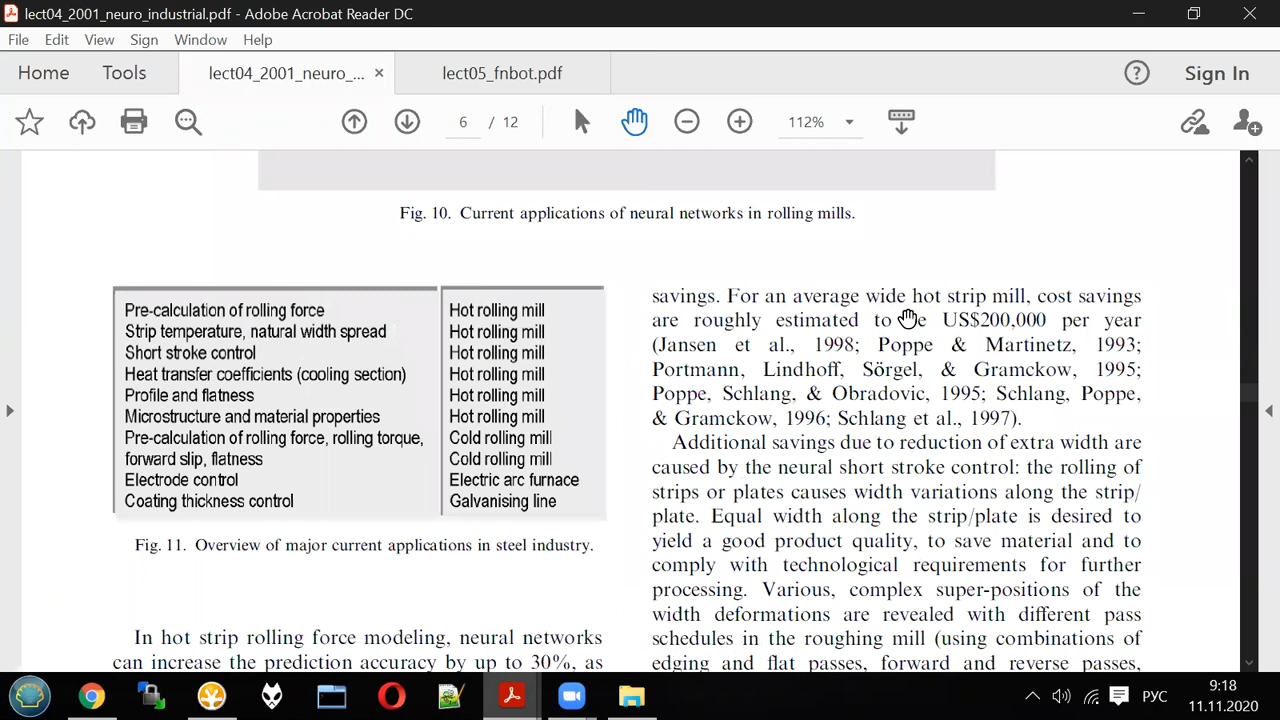 lect04_2001_neuro_industrial.pdf - Adobe Acrobat Reader DC
File Edit View Sign Window Help
Home Tools lect04_2001_neuro_... × lect05_fnbot.pdf ? Sign In
6 / 12 112%
Fig. 10. Current applications of neural networks in rolling mills.
Pre-calculation of rolling force Hot rolling mill
Strip temperature, natural width spread Hot rolling mill
Short stroke control Hot rolling mill
Heat transfer coefficients (cooling section) Hot rolling mill
Profile and flatness Hot rolling mill
Microstructure and material properties Hot rolling mill
Pre-calculation of rolling force, rolling torque, Cold rolling mill
forward slip, flatness Cold rolling mill
Electrode control Electric arc furnace
Coating thickness control Galvanising line
Fig. 11. Overview of major current applications in steel industry.
In hot strip rolling force modeling, neural networks
can increase the prediction accuracy by up to 30%, as
savings. For an average wide hot strip mill, cost savings
are roughly estimated to be US$200,000 per year
(Jansen et al., 1998; Poppe & Martinetz, 1993;
Portmann, Lindhoff, Sörgel, & Gramckow, 1995;
Poppe, Schlang, & Obradovic, 1995; Schlang, Poppe,
& Gramckow, 1996; Schlang et al., 1997).
Additional savings due to reduction of extra width are
caused by the neural short stroke control: the rolling of
strips or plates causes width variations along the strip/
plate. Equal width along the strip/plate is desired to
yield a good product quality, to save material and to
comply with technological requirements for further
processing. Various, complex super-positions of the
width deformations are revealed with different pass
schedules in the roughing mill (using combinations of
edging and flat passes, forward and reverse passes,
РУС
9:18
11.11.2020